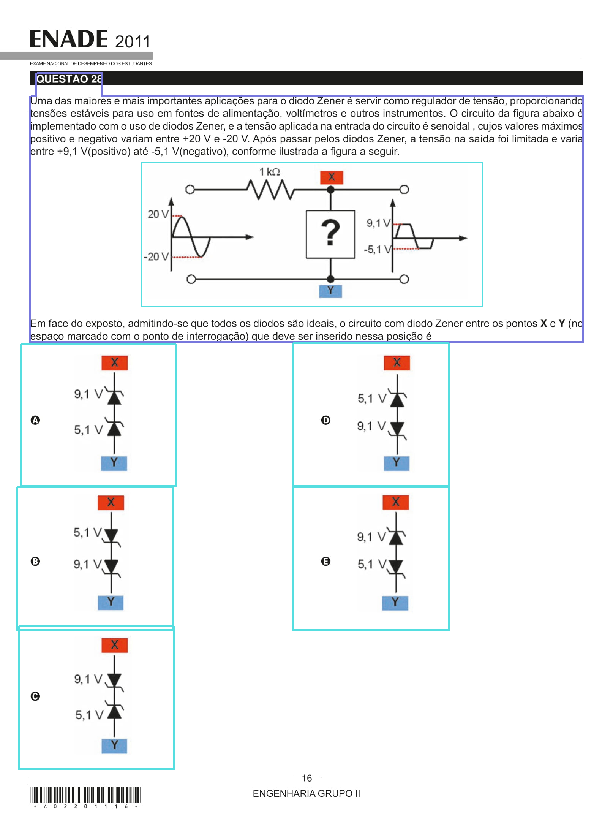 ENADE 2011
EXAME NACIONAL DE DESEMPENHO DOS ESTUDANTES
QUESTÃO 28
Uma das maiores e mais importantes aplicações para o diodo Zener é servir como regulador de tensão, proporcionando
tensões estáveis para uso em fontes de alimentação, voltímetros e outros instrumentos. O circuito da figura abaixo é
implementado com o uso de diodos Zener, e a tensão aplicada na entrada do circuito é senoidal , cujos valores máximos
positivo e negativo variam entre +20 V e -20 V. Após passar pelos diodos Zener, a tensão na saída foi limitada e varia
entre +9,1 V(positivo) até -5,1 V(negativo), conforme ilustrada a figura a seguir.
1 kΩ
X
20 V
-20 V
?
9,1 V
-5,1 V
Y
Em face do exposto, admitindo-se que todos os diodos são ideais, o circuito com diodo Zener entre os pontos X e Y (no
espaço marcado com o ponto de interrogação) que deve ser inserido nessa posição é
X
9,1 V
A
5,1 V
Y
X
5,1 V
B
9,1 V
Y
X
9,1 V
C
5,1 V
Y
X
5,1 V
D
9,1 V
Y
X
9,1 V
E
5,1 V
Y
16
ENGENHARIA GRUPO II